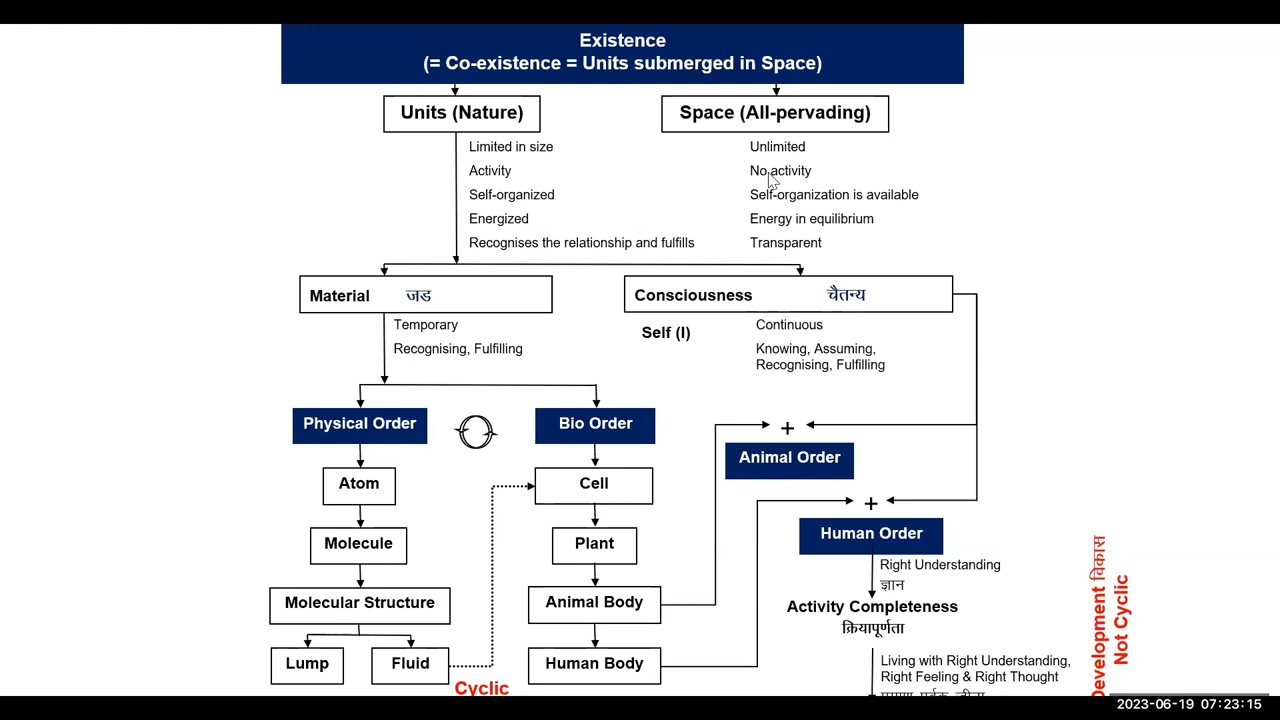 Existence
(= Co-existence = Units submerged in Space)
Units (Nature)
Space (All-pervading)
Limited in size
Unlimited
Activity
No activity
Self-organized
Self-organization is available
Energized
Energy in equilibrium
Recognises the relationship and fulfills
Transparent
Material जड
Consciousness चैतन्य
Temporary
Self (I)
Continuous
Recognising, Fulfilling
Knowing, Assuming,
Recognising, Fulfilling
Physical Order
Bio Order
+
Animal Order
Atom
Cell
+
Human Order
Molecule
Plant
Right Understanding
ज्ञान
Molecular Structure
Animal Body
Activity Completeness
क्रियापूर्णता
Lump
Fluid
Human Body
Living with Right Understanding,
Right Feeling & Right Thought
Cyclic
Development विकास
Not Cyclic
2023-06-19 07:23:15